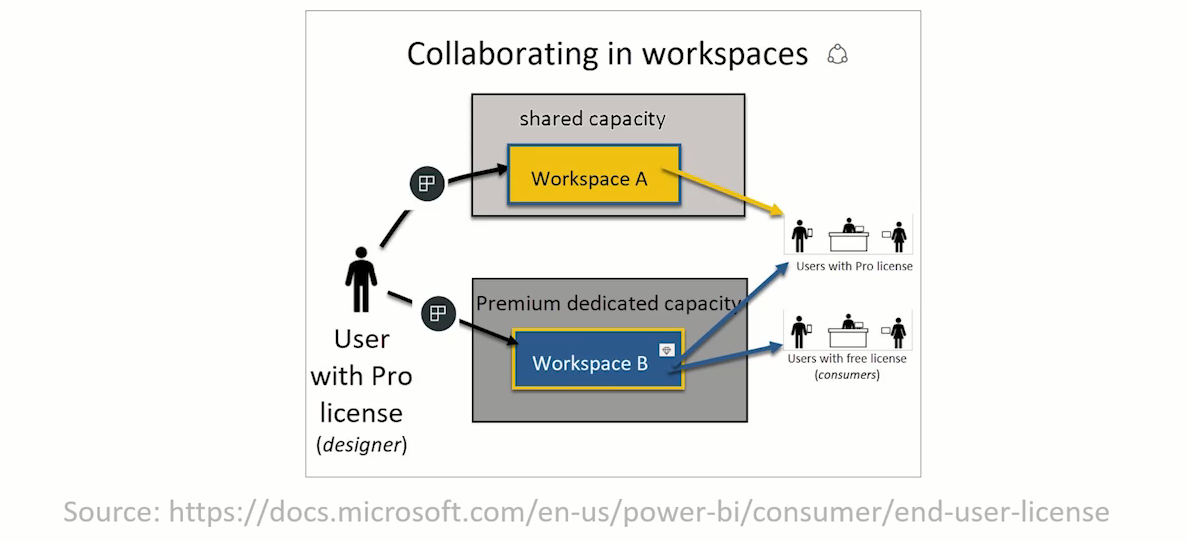 Collaborating in workspaces
shared capacity
Workspace A
Users with Pro license
Premium dedicated capacity
Workspace B
Users with free license
(consumers)
User
with Pro
license
(designer)
Source: https://docs.microsoft.com/en-us/power-bi/consumer/end-user-license